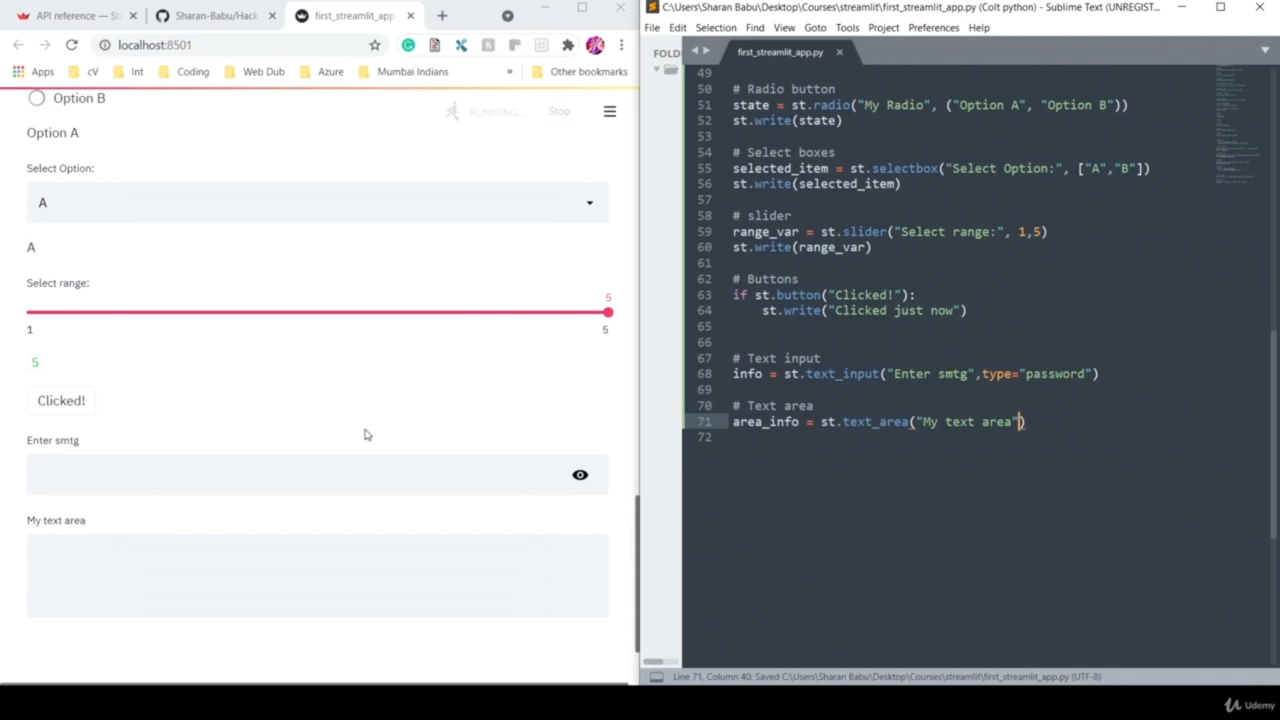 API reference — St
Sharan-Babu/Hack
first_streamlit_app
localhost:8501
Apps
cV
Int
Coding
Web Dub
Azure
Mumbai Indians
»
Other bookmarks
Option B
RUNNING...
Stop
Option A
Select Option:
A
A
Select range:
5
1
5
5
Clicked!
Enter smtg
My text area
C:\Users\Sharan Babu\Desktop\Courses\streamlit\first_streamlit_app.py (Colt python) - Sublime Text (UNREGIST...
File Edit Selection Find View Goto Tools Project Preferences Help
FOLD
first_streamlit_app.py
49
50 # Radio button
51 state = st.radio("My Radio", ("Option A", "Option B"))
52 st.write(state)
53
54 # Select boxes
55 selected_item = st.selectbox("Select Option:", ["A","B"])
56 st.write(selected_item)
57
58 # slider
59 range_var = st.slider("Select range:", 1,5)
60 st.write(range_var)
61
62 # Buttons
63 if st.button("Clicked!"):
64 st.write("Clicked just now")
65
66
67 # Text input
68 info = st.text_input("Enter smtg",type="password")
69
70 # Text area
71 area_info = st.text_area("My text area")
72
Line 71, Column 40; Saved C:\Users\Sharan Babu\Desktop\Courses\streamlit\first_streamlit_app.py (UTF-8)
Udemy